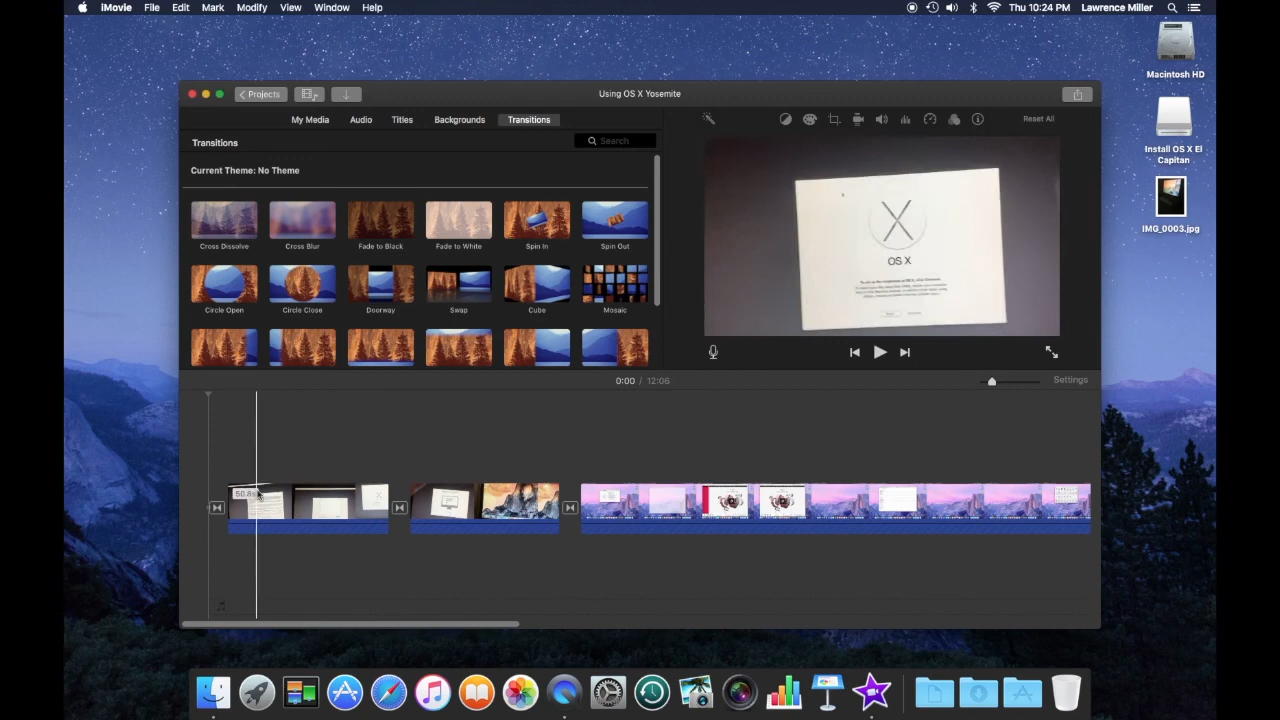 iMovie File Edit Mark Modify View Window Help Thu 10:24 PM Lawrence Miller
Macintosh HD
Install OS X El
Capitan
IMG_0003.jpg
Projects Using OS X Yosemite
My Media Audio Titles Backgrounds Transitions Reset All
Transitions Search
Current Theme: No Theme
Cross Dissolve Cross Blur Fade to Black Fade to White Spin In Spin Out
Circle Open Circle Close Doorway Swap Cube Mosaic
OS X
0:00 / 12:06 Settings
50.8s